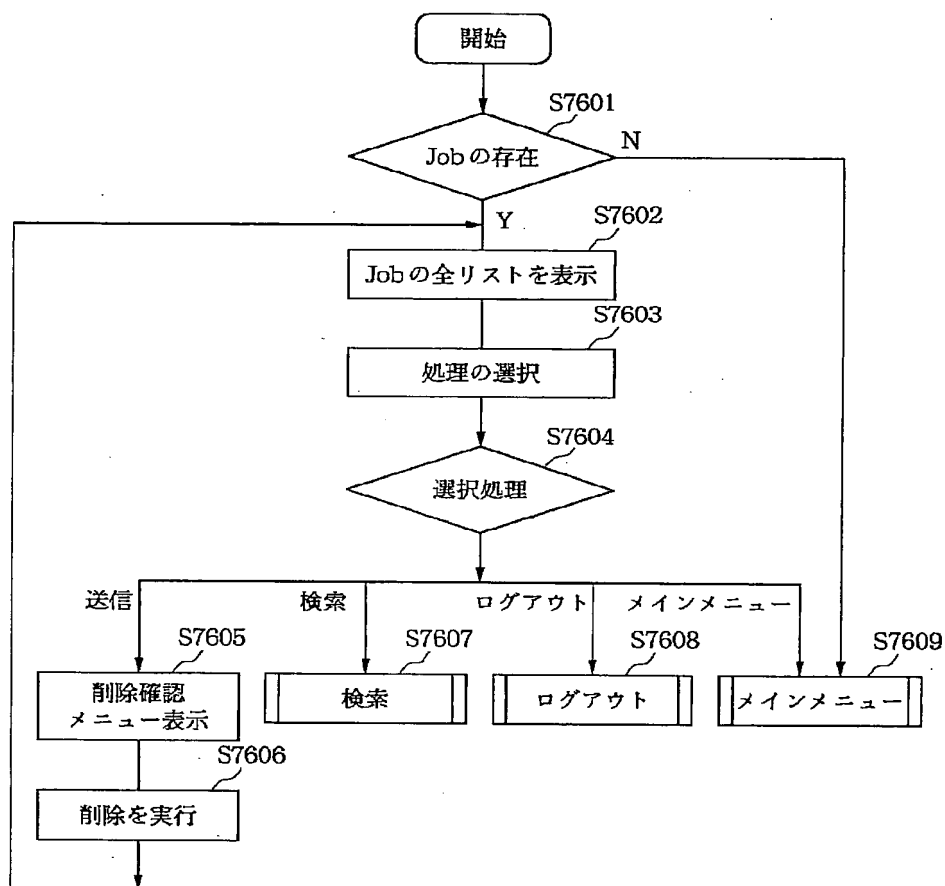 開始
S7601
Jobの存在
N
Y
S7602
Jobの全リストを表示
S7603
処理の選択
S7604
選択処理
送信
検索
ログアウト
メインメニュー
S7605
削除確認
メニュー表示
S7607
検索
S7608
ログアウト
S7609
メインメニュー
S7606
削除を実行